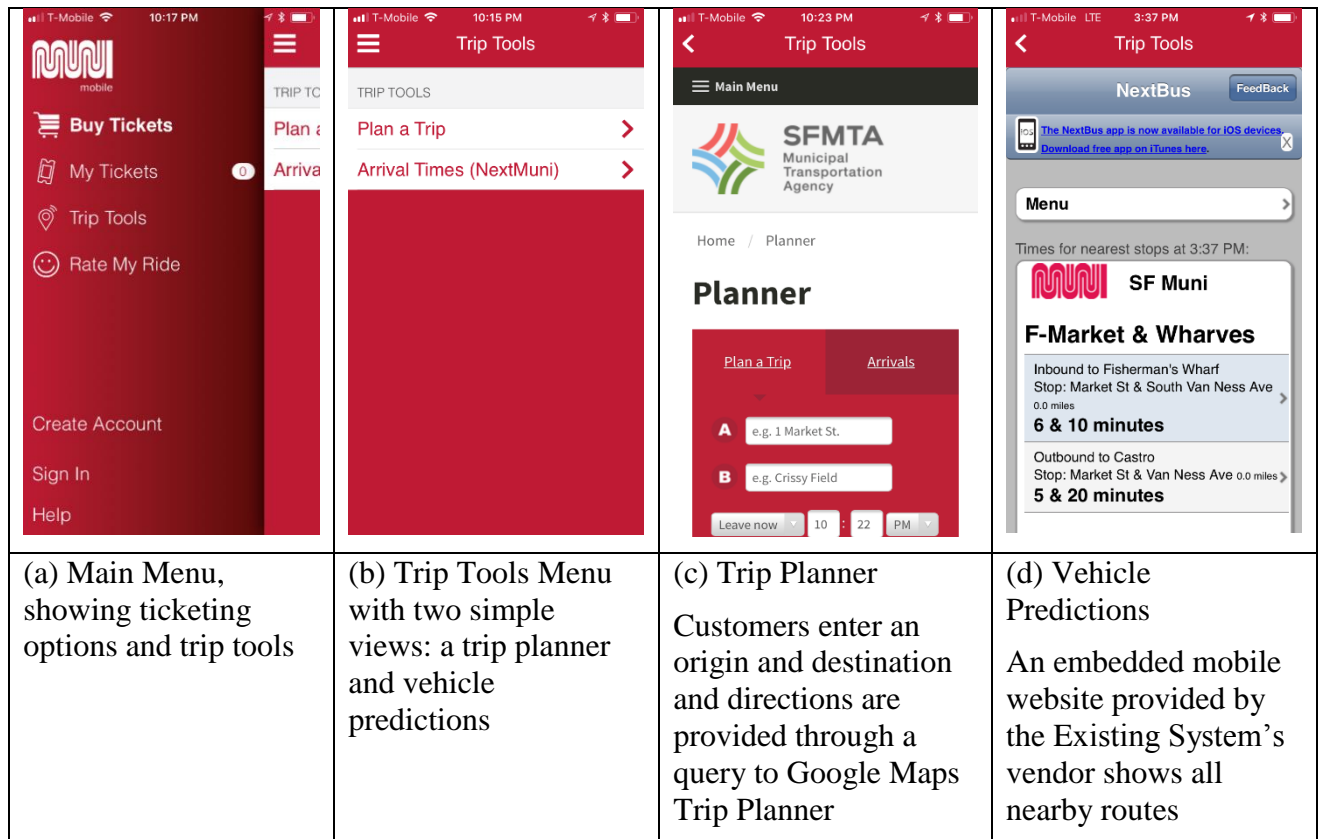 T-Mobile 10:17 PM
MUNI
mobile
Buy Tickets
My Tickets 0
Trip Tools
Rate My Ride
Create Account
Sign In
Help
TRIP TO
Plan a
Arriva
T-Mobile 10:15 PM
Trip Tools
TRIP TOOLS
Plan a Trip
Arrival Times (NextMuni)
T-Mobile 10:23 PM
Trip Tools
Main Menu
SFMTA
Municipal
Transportation
Agency
Home / Planner
Planner
Plan a Trip Arrivals
A e.g. 1 Market St.
B e.g. Crissy Field
Leave now 10 : 22 PM
T-Mobile LTE 3:37 PM
Trip Tools
NextBus FeedBack
iOS The NextBus app is now available for iOS devices.
Download free app on iTunes here. X
Menu
Times for nearest stops at 3:37 PM:
MUNI SF Muni
F-Market & Wharves
Inbound to Fisherman's Wharf
Stop: Market St & South Van Ness Ave
0.0 miles
6 & 10 minutes
Outbound to Castro
Stop: Market St & Van Ness Ave 0.0 miles
5 & 20 minutes
(a) Main Menu,
showing ticketing
options and trip tools
(b) Trip Tools Menu
with two simple
views: a trip planner
and vehicle
predictions
(c) Trip Planner
Customers enter an
origin and destination
and directions are
provided through a
query to Google Maps
Trip Planner
(d) Vehicle
Predictions
An embedded mobile
website provided by
the Existing System's
vendor shows all
nearby routes